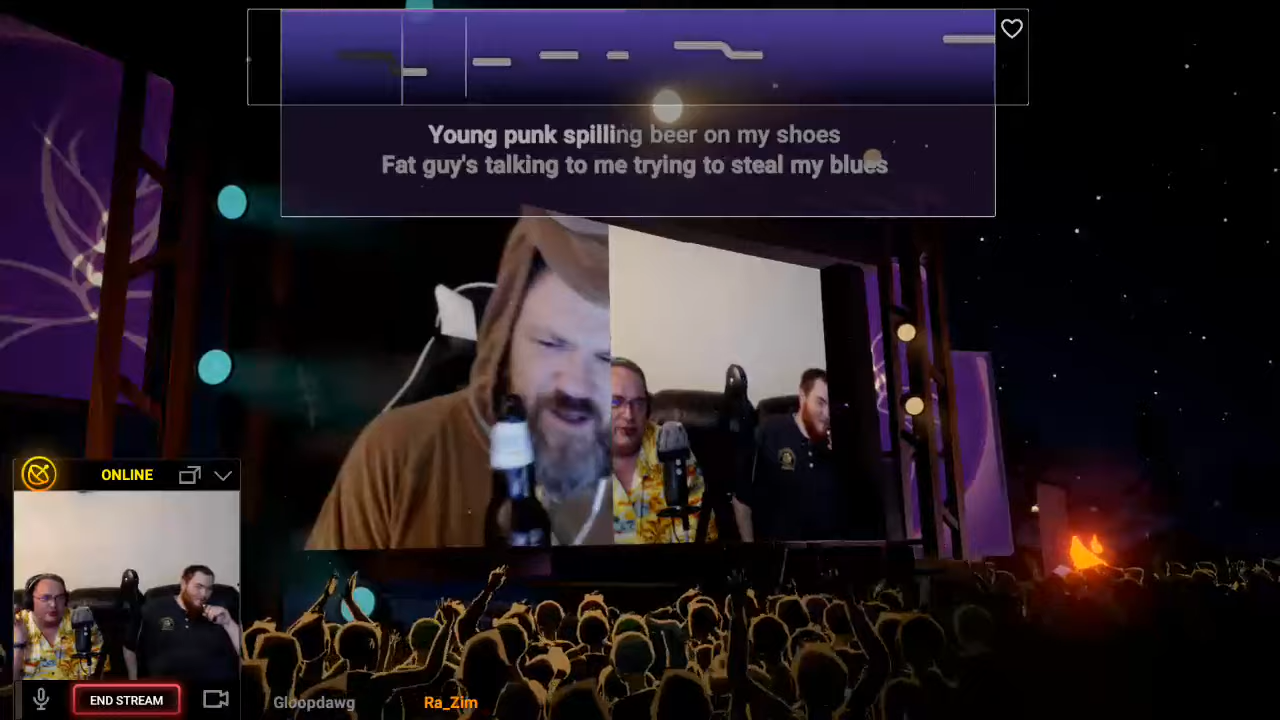 Young punk spilling beer on my shoes
Fat guy's talking to me trying to steal my blues
ONLINE
END STREAM
Gloopdawg
Ra_Zim